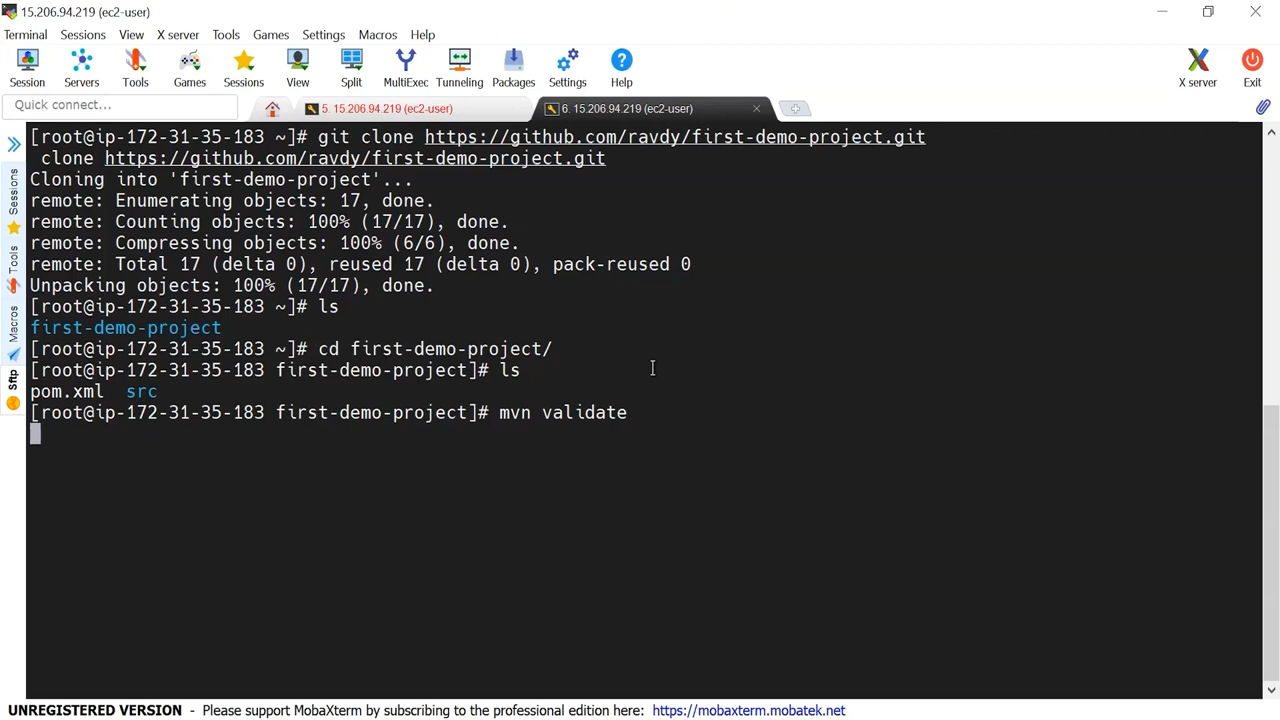 15.206.94.219 (ec2-user)
Terminal Sessions View X server Tools Games Settings Macros Help
Session Servers Tools Games Sessions View Split MultiExec Tunneling Packages Settings Help X server Exit
Quick connect... 5. 15.206.94.219 (ec2-user) 6. 15.206.94.219 (ec2-user)
Sessions
Tools
Macros
Sftp
[root@ip-172-31-35-183 ~]# git clone https://github.com/ravdy/first-demo-project.git
clone https://github.com/ravdy/first-demo-project.git
Cloning into 'first-demo-project'...
remote: Enumerating objects: 17, done.
remote: Counting objects: 100% (17/17), done.
remote: Compressing objects: 100% (6/6), done.
remote: Total 17 (delta 0), reused 17 (delta 0), pack-reused 0
Unpacking objects: 100% (17/17), done.
[root@ip-172-31-35-183 ~]# ls
first-demo-project
[root@ip-172-31-35-183 ~]# cd first-demo-project/
[root@ip-172-31-35-183 first-demo-project]# ls
pom.xml src
[root@ip-172-31-35-183 first-demo-project]# mvn validate
UNREGISTERED VERSION - Please support MobaXterm by subscribing to the professional edition here: https://mobaxterm.mobatek.net